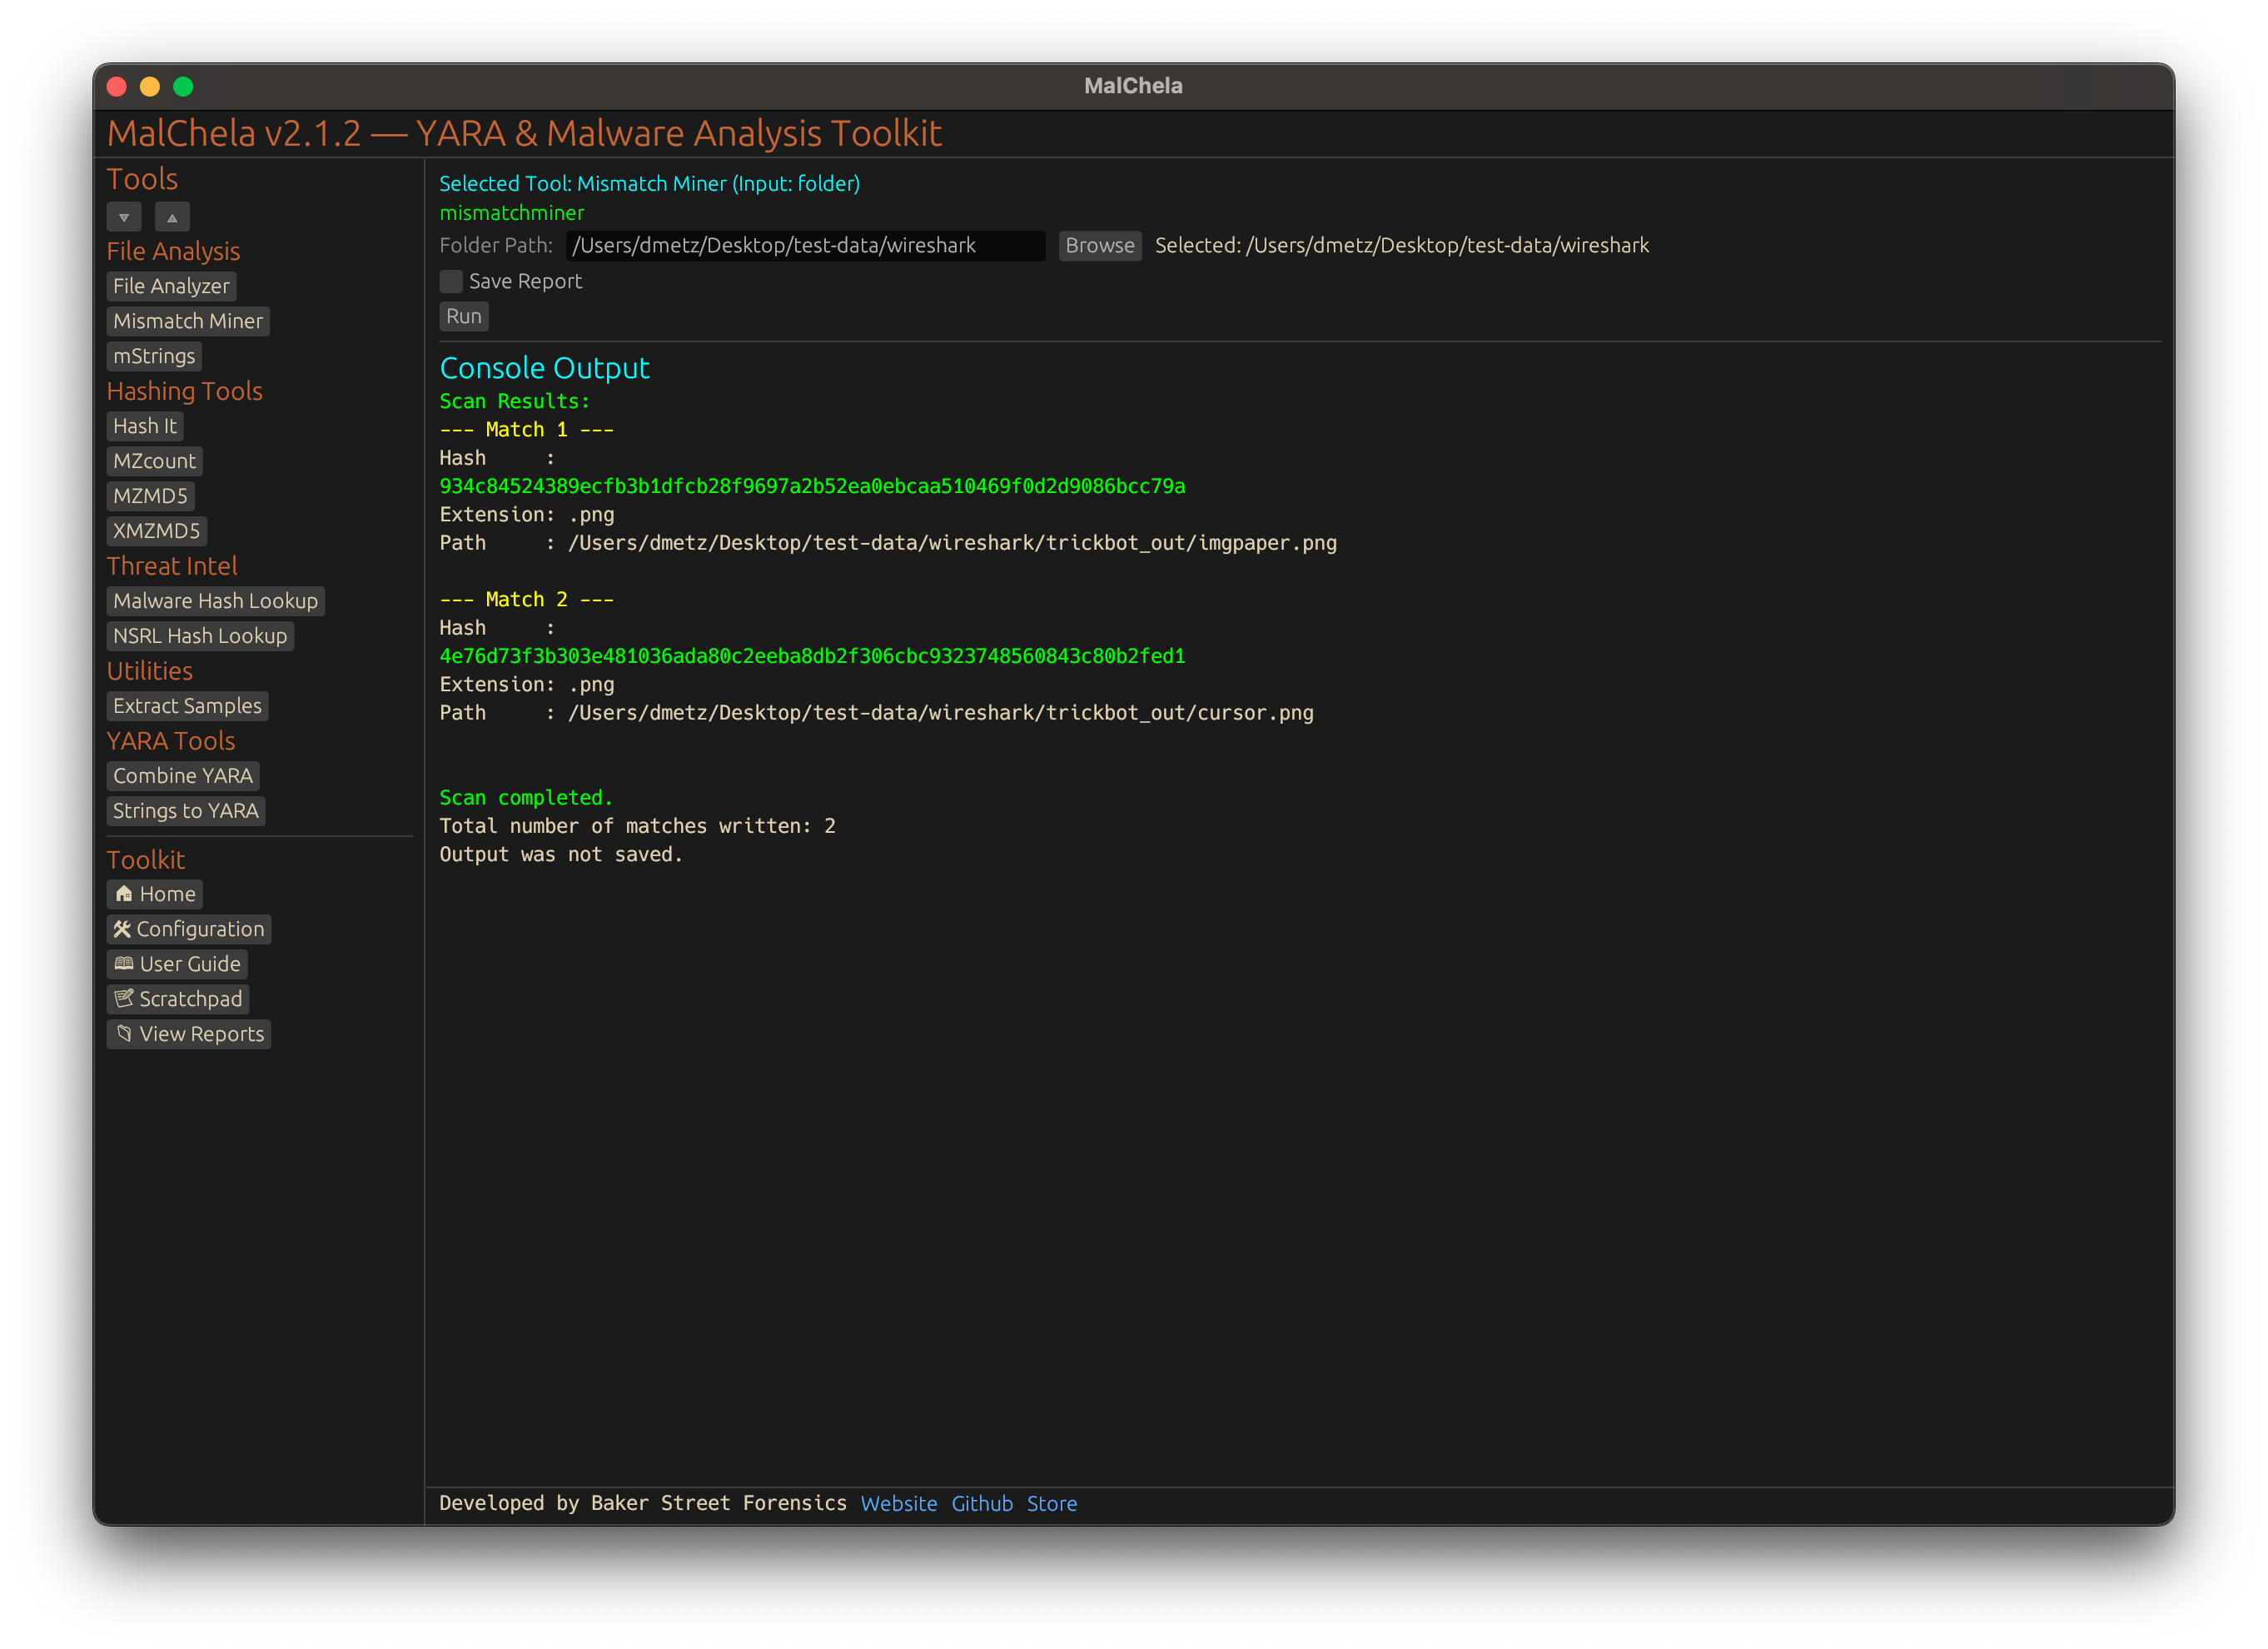 MalChela
MalChela v2.1.2 — YARA & Malware Analysis Toolkit
Tools
File Analysis
File Analyzer
Mismatch Miner
mStrings
Hashing Tools
Hash It
MZcount
MZMD5
XMZMD5
Threat Intel
Malware Hash Lookup
NSRL Hash Lookup
Utilities
Extract Samples
YARA Tools
Combine YARA
Strings to YARA
Toolkit
Home
Configuration
User Guide
Scratchpad
View Reports
Selected Tool: Mismatch Miner (Input: folder)
mismatchminer
Folder Path: /Users/dmetz/Desktop/test-data/wireshark Browse Selected: /Users/dmetz/Desktop/test-data/wireshark
Save Report
Run
Console Output
Scan Results:
--- Match 1 ---
Hash     :
934c84524389ecfb3b1dfcb28f9697a2b52ea0ebcaa510469f0d2d9086bcc79a
Extension: .png
Path     : /Users/dmetz/Desktop/test-data/wireshark/trickbot_out/imgpaper.png
--- Match 2 ---
Hash     :
4e76d73f3b303e481036ada80c2eeba8db2f306cbc9323748560843c80b2fed1
Extension: .png
Path     : /Users/dmetz/Desktop/test-data/wireshark/trickbot_out/cursor.png
Scan completed.
Total number of matches written: 2
Output was not saved.
Developed by Baker Street Forensics Website Github Store